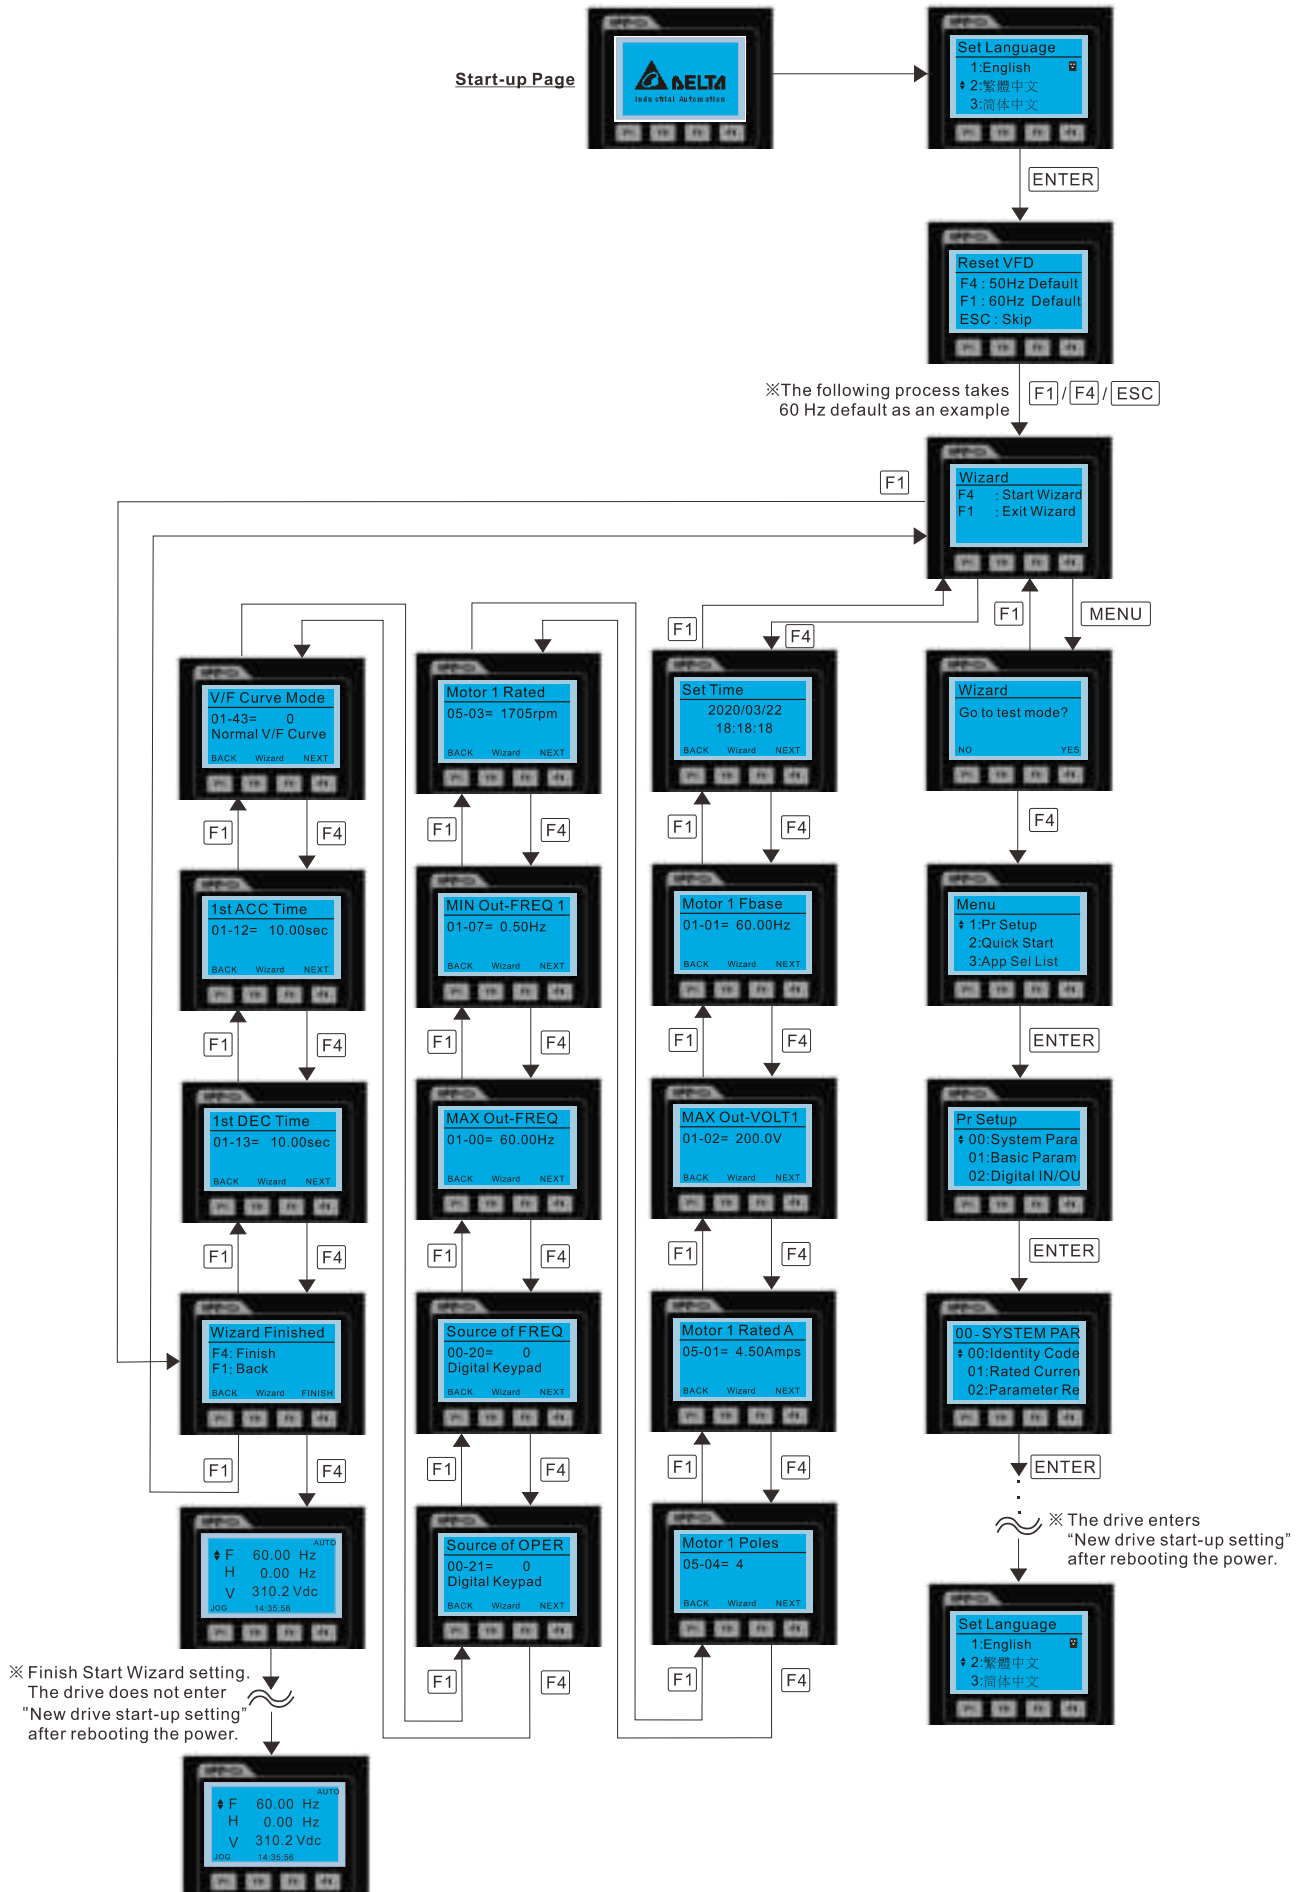 Start-up Page
DELTA
Industrial Automation
Set Language
1:English
2:繁體中文
3:简体中文
ENTER
Reset VFD
F4 : 50Hz Default
F1 : 60Hz Default
ESC : Skip
※The following process takes
60 Hz default as an example
F1 / F4 / ESC
Wizard
F4 : Start Wizard
F1 : Exit Wizard
F1
F1
F4
F1
MENU
V/F Curve Mode
01-43= 0
Normal V/F Curve
BACK Wizard NEXT
Motor 1 Rated
05-03= 1705rpm
BACK Wizard NEXT
Set Time
2020/03/22
18:18:18
BACK Wizard NEXT
Wizard
Go to test mode?
NO YES
F1 F4
F1 F4
F1 F4
F4
1st ACC Time
01-12= 10.00sec
BACK Wizard NEXT
MIN Out-FREQ 1
01-07= 0.50Hz
BACK Wizard NEXT
Motor 1 Fbase
01-01= 60.00Hz
BACK Wizard NEXT
Menu
1:Pr Setup
2:Quick Start
3:App Sel List
F1 F4
F1 F4
F1 F4
ENTER
1st DEC Time
01-13= 10.00sec
BACK Wizard NEXT
MAX Out-FREQ
01-00= 60.00Hz
BACK Wizard NEXT
MAX Out-VOLT1
01-02= 200.0V
BACK Wizard NEXT
Pr Setup
00:System Para
01:Basic Param
02:Digital IN/OU
F1 F4
F1 F4
F1 F4
ENTER
Wizard Finished
F4: Finish
F1: Back
BACK Wizard FINISH
Source of FREQ
00-20= 0
Digital Keypad
BACK Wizard NEXT
Motor 1 Rated A
05-01= 4.50Amps
BACK Wizard NEXT
00- SYSTEM PAR
00:Identity Code
01:Rated Curren
02:Parameter Re
F1 F4
F1 F4
F1 F4
ENTER
AUTO
F 60.00 Hz
H 0.00 Hz
V 310.2 Vdc
JOG 14:35:56
Source of OPER
00-21= 0
Digital Keypad
BACK Wizard NEXT
Motor 1 Poles
05-04= 4
BACK Wizard NEXT
※ The drive enters
“New drive start-up setting”
after rebooting the power.
Set Language
1:English
2:繁體中文
3:简体中文
F1 F4
F1 F4
※ Finish Start Wizard setting.
The drive does not enter
"New drive start-up setting”
after rebooting the power.
AUTO
F 60.00 Hz
H 0.00 Hz
V 310.2 Vdc
JOG 14:35:56